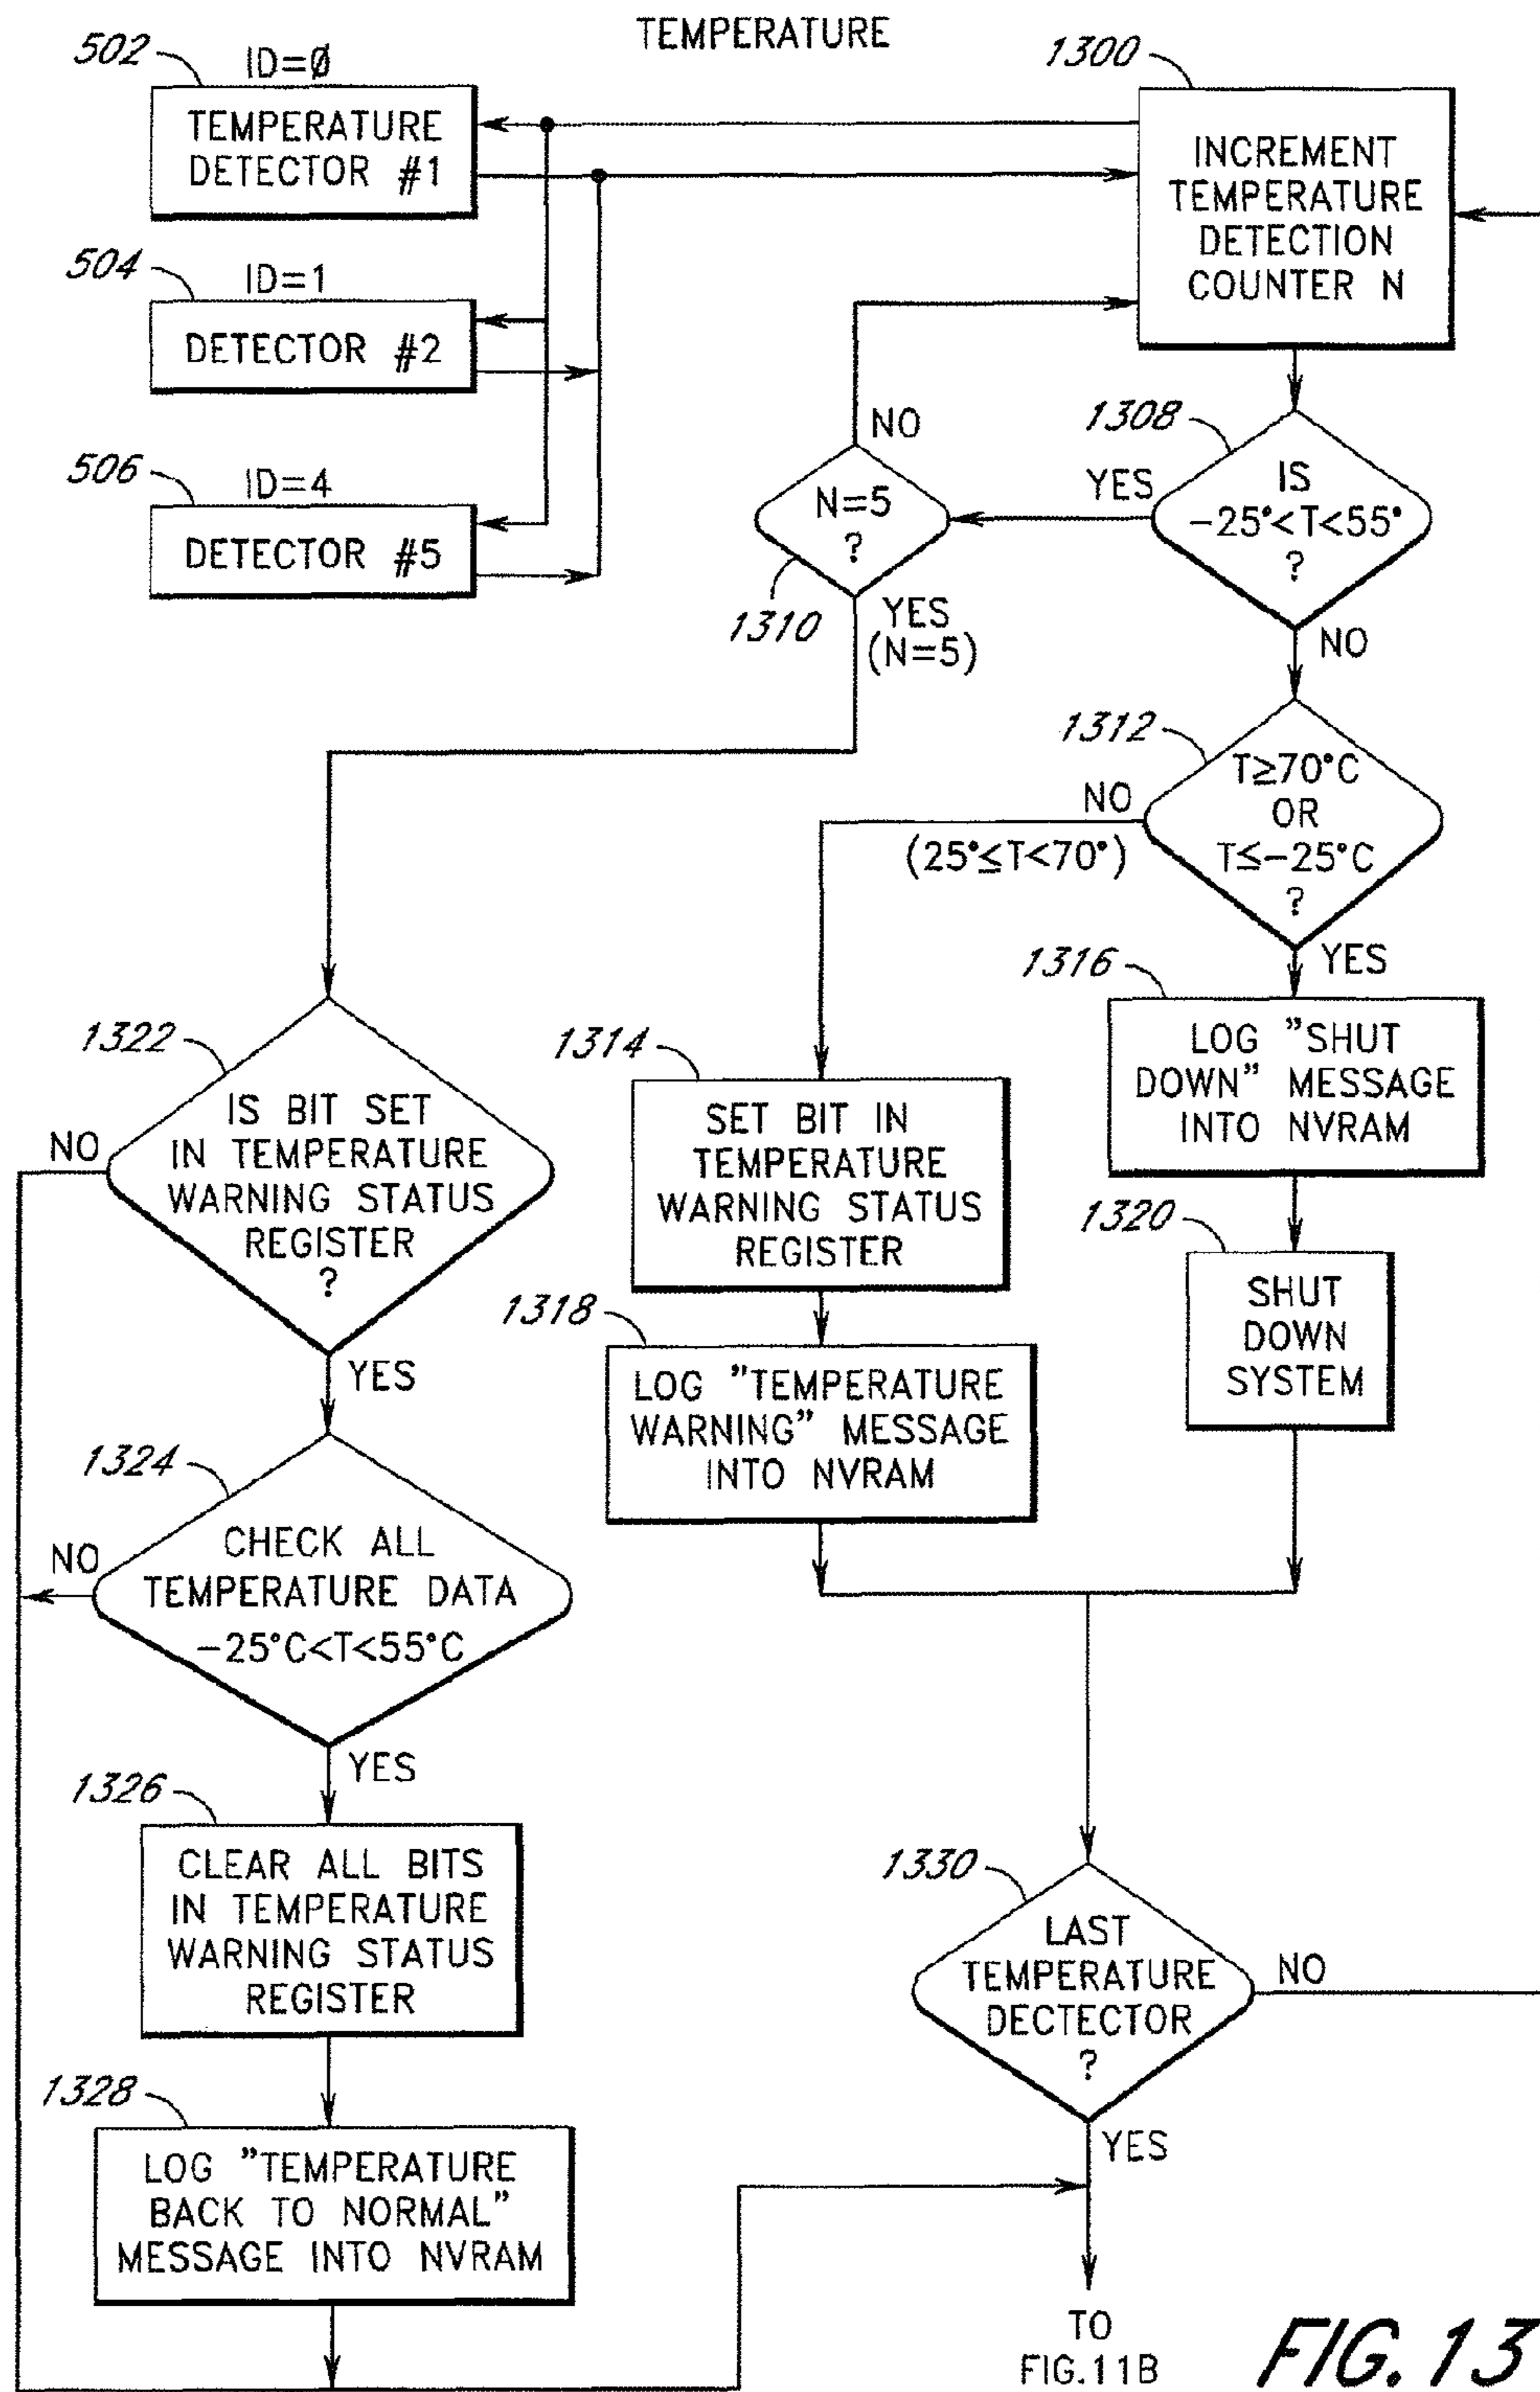 TEMPERATURE
502
ID=Ø
TEMPERATURE
DETECTOR #1
504
ID=1
DETECTOR #2
506
ID=4
DETECTOR #5
1300
INCREMENT
TEMPERATURE
DETECTION
COUNTER N
1308
IS
-25°<T<55°
?
YES
NO
N=5
?
NO
1310
YES
(N=5)
1312
T≥70°C
OR
T≤-25°C
?
NO
(25°≤T<70°)
YES
1316
LOG "SHUT
DOWN" MESSAGE
INTO NVRAM
1320
SHUT
DOWN
SYSTEM
1314
SET BIT IN
TEMPERATURE
WARNING STATUS
REGISTER
1318
LOG "TEMPERATURE
WARNING" MESSAGE
INTO NVRAM
1322
IS BIT SET
IN TEMPERATURE
WARNING STATUS
REGISTER
?
NO
YES
1324
CHECK ALL
TEMPERATURE DATA
-25°C<T<55°C
NO
YES
1326
CLEAR ALL BITS
IN TEMPERATURE
WARNING STATUS
REGISTER
1328
LOG "TEMPERATURE
BACK TO NORMAL"
MESSAGE INTO NVRAM
1330
LAST
TEMPERATURE
DECTECTOR
?
NO
YES
TO
FIG.11B
FIG. 13